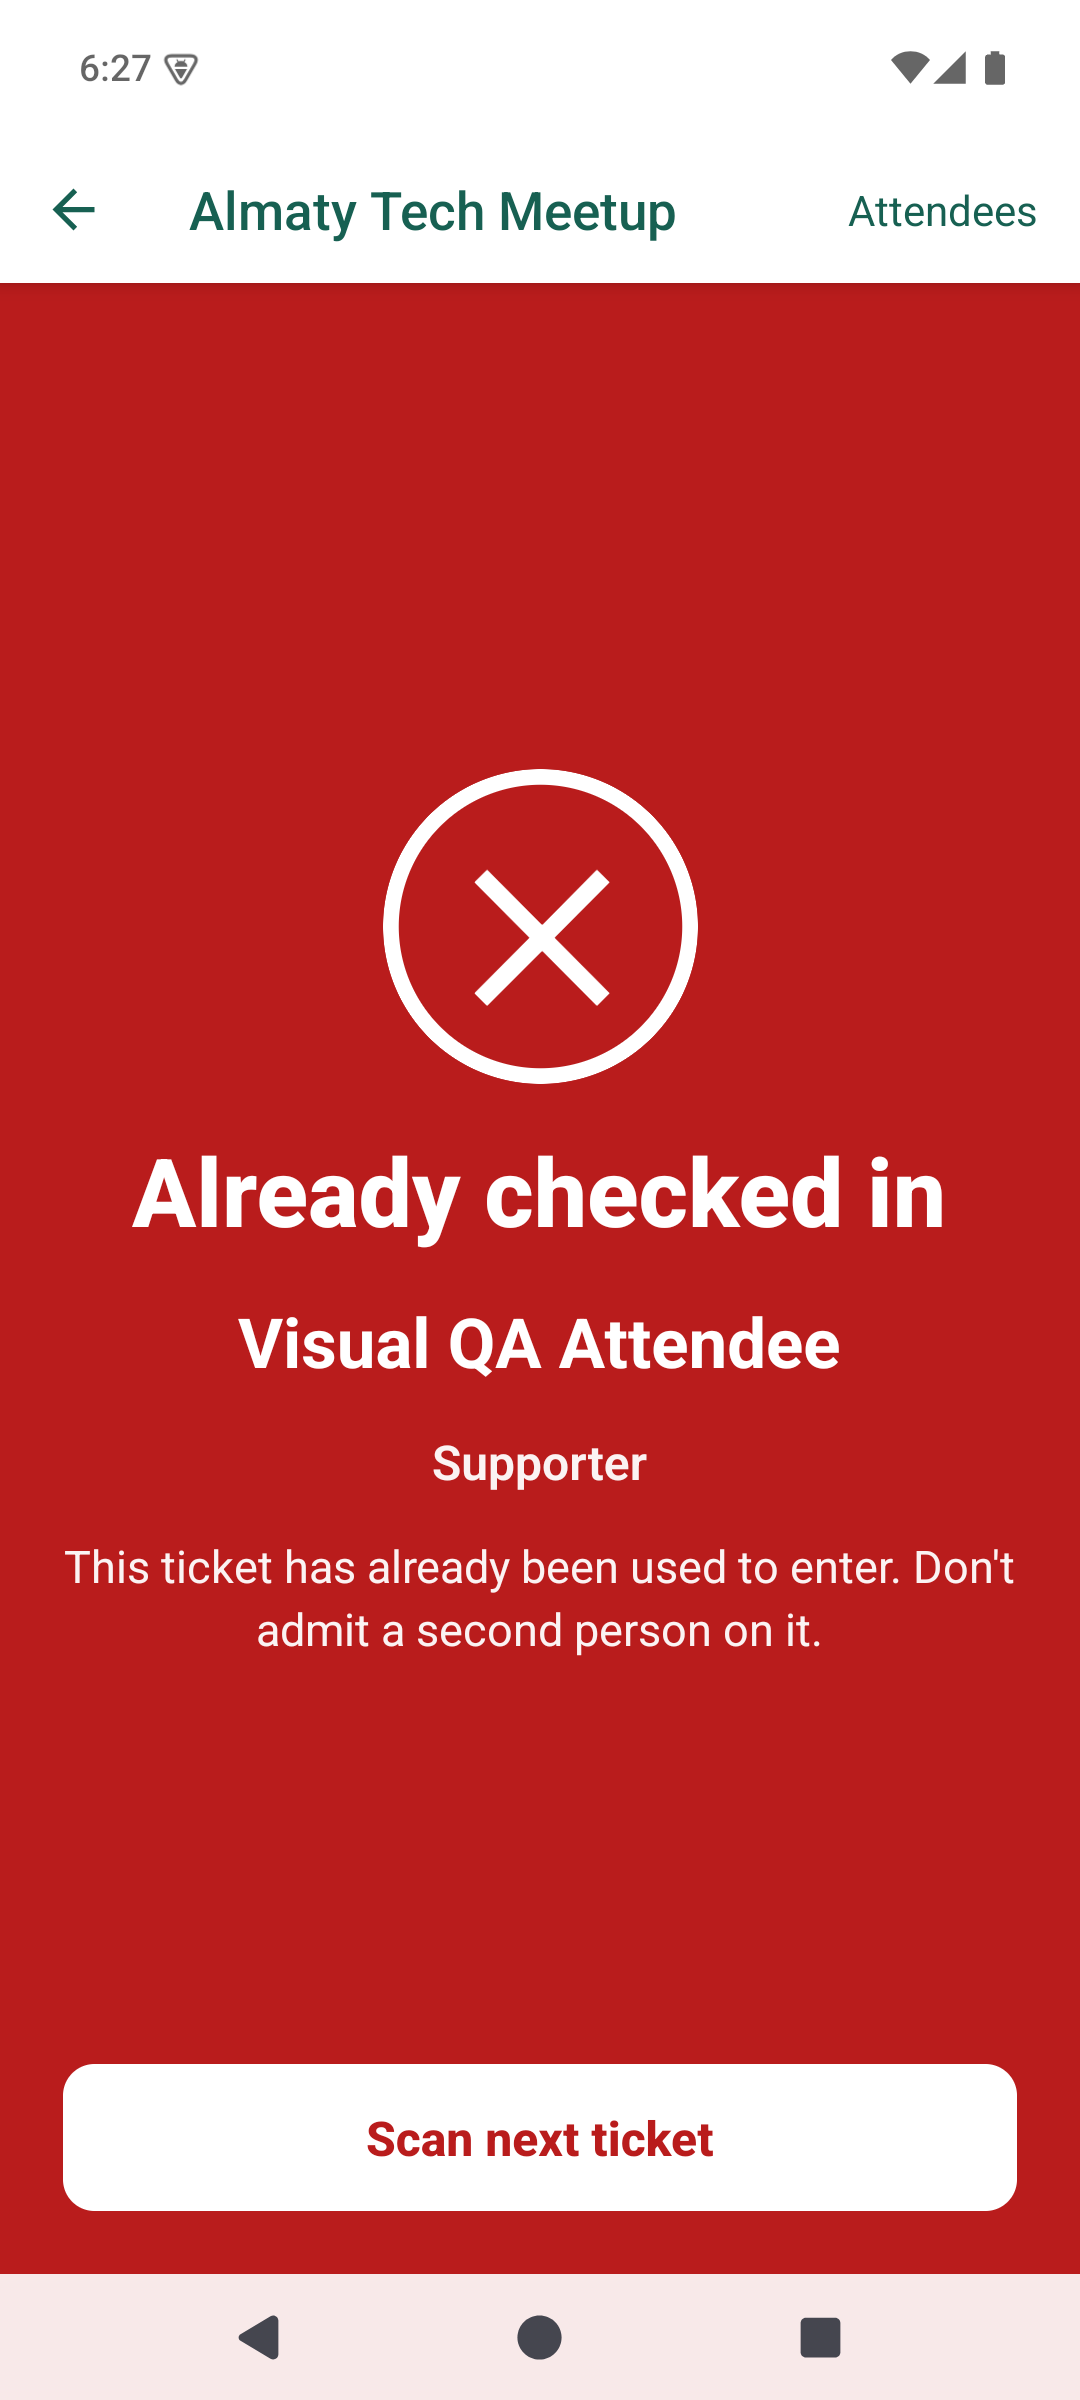 6:27
Almaty Tech Meetup
Attendees
Already checked in
Visual QA Attendee
Supporter
This ticket has already been used to enter. Don't
admit a second person on it.
Scan next ticket